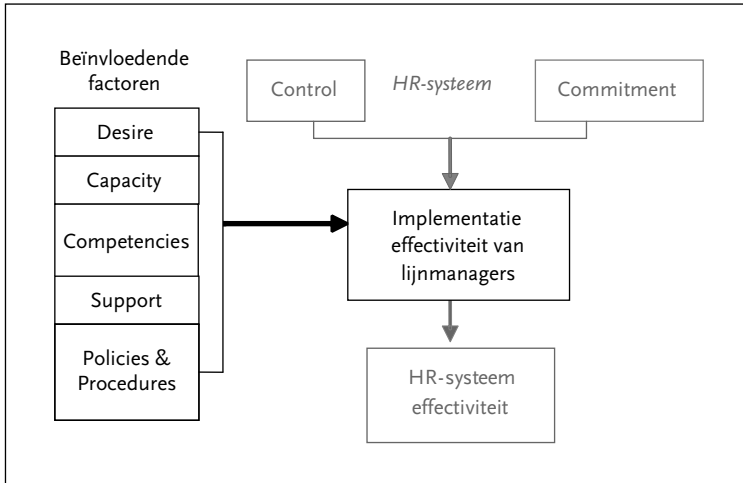 Beïnvloedende
factoren
Desire
Capacity
Competencies
Support
Policies &
Procedures
Control
HR-systeem
Commitment
Implementatie
effectiviteit van
lijnmanagers
HR-systeem
effectiviteit